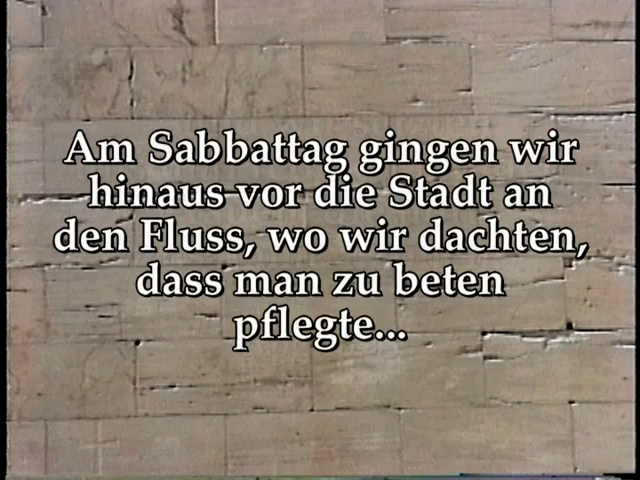 Am Sabbattag gingen wir
hinaus vor die Stadt an
den Fluss, wo wir dachten,
dass man zu beten
pflegte...